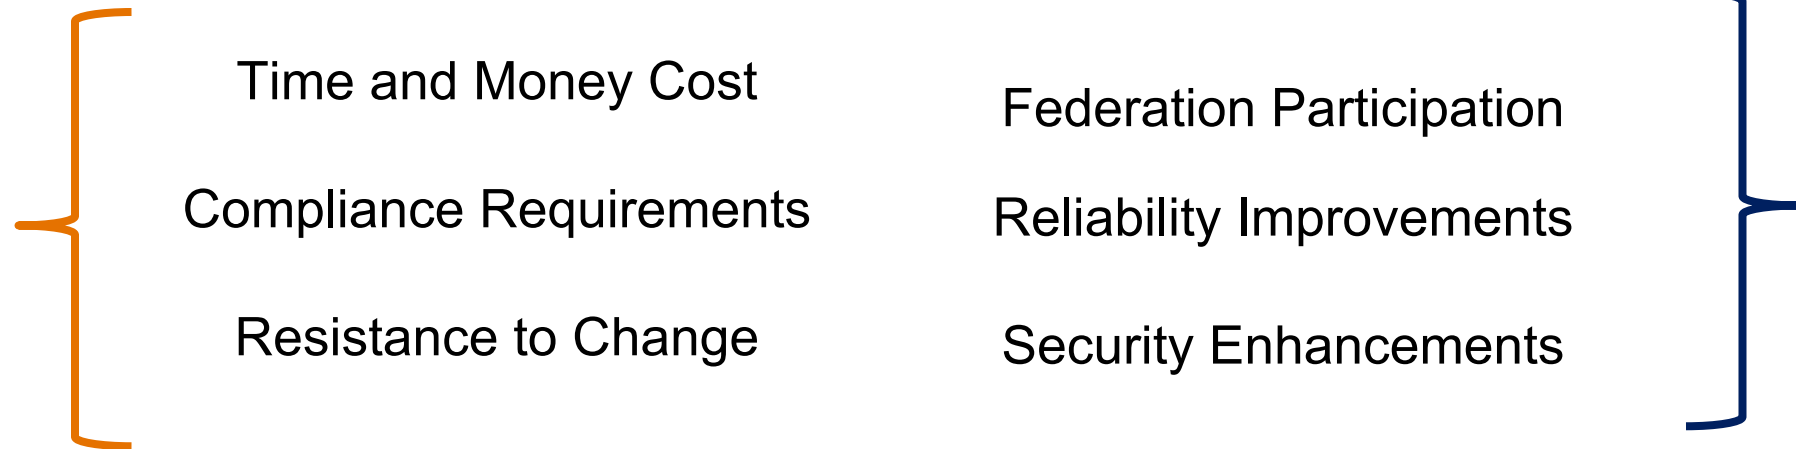 Time and Money Cost
Compliance Requirements
Resistance to Change
Federation Participation
Reliability Improvements
Security Enhancements